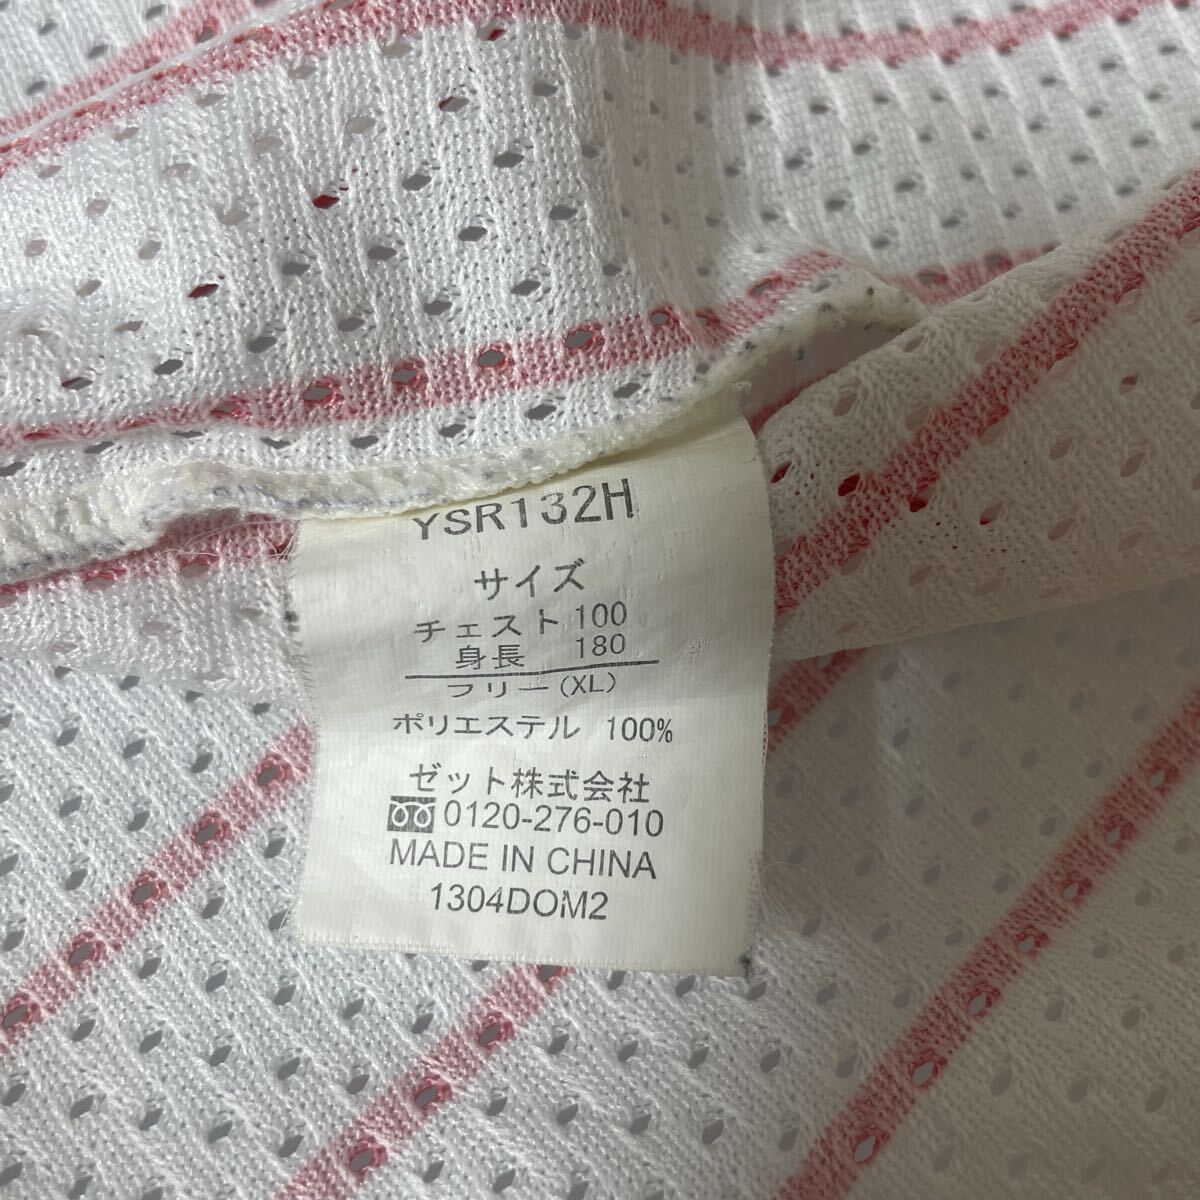 YSR132H
サイズ
チェスト 100
身長 180
フリー(XL)
ポリエステル 100%
ゼット株式会社
0120-276-010
MADE IN CHINA
1304DOM2